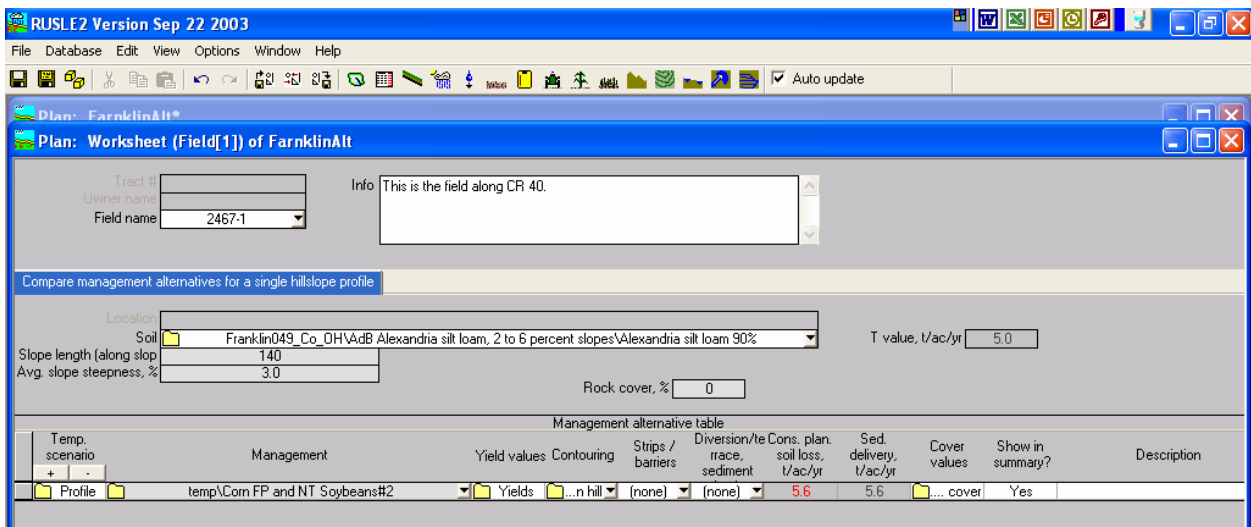 RUSLE2 Version Sep 22 2003
File Database Edit View Options Window Help
Auto update
Plan: FarnklinAlt*
Plan: Worksheet (Field[1]) of FarnklinAlt
Tract #
Owner name
Field name 2467-1
Info This is the field along CR 40.
Compare management alternatives for a single hillslope profile
Location
Soil Franklin049_Co_OH\AdB Alexandria silt loam, 2 to 6 percent slopes\Alexandria silt loam 90%
T value, t/ac/yr 5.0
Slope length (along slop 140
Avg. slope steepness, % 3.0
Rock cover, % 0
Management alternative table
Temp. scenario + -
Management
Yield values
Contouring
Strips / barriers
Diversion/te rrace, sediment
Cons. plan. soil loss, t/ac/yr
Sed. delivery, t/ac/yr
Cover values
Show in summary?
Description
Profile temp\Corn FP and NT Soybeans#2 Yields ...n hill (none) (none) 5.6 5.6 .... cover Yes